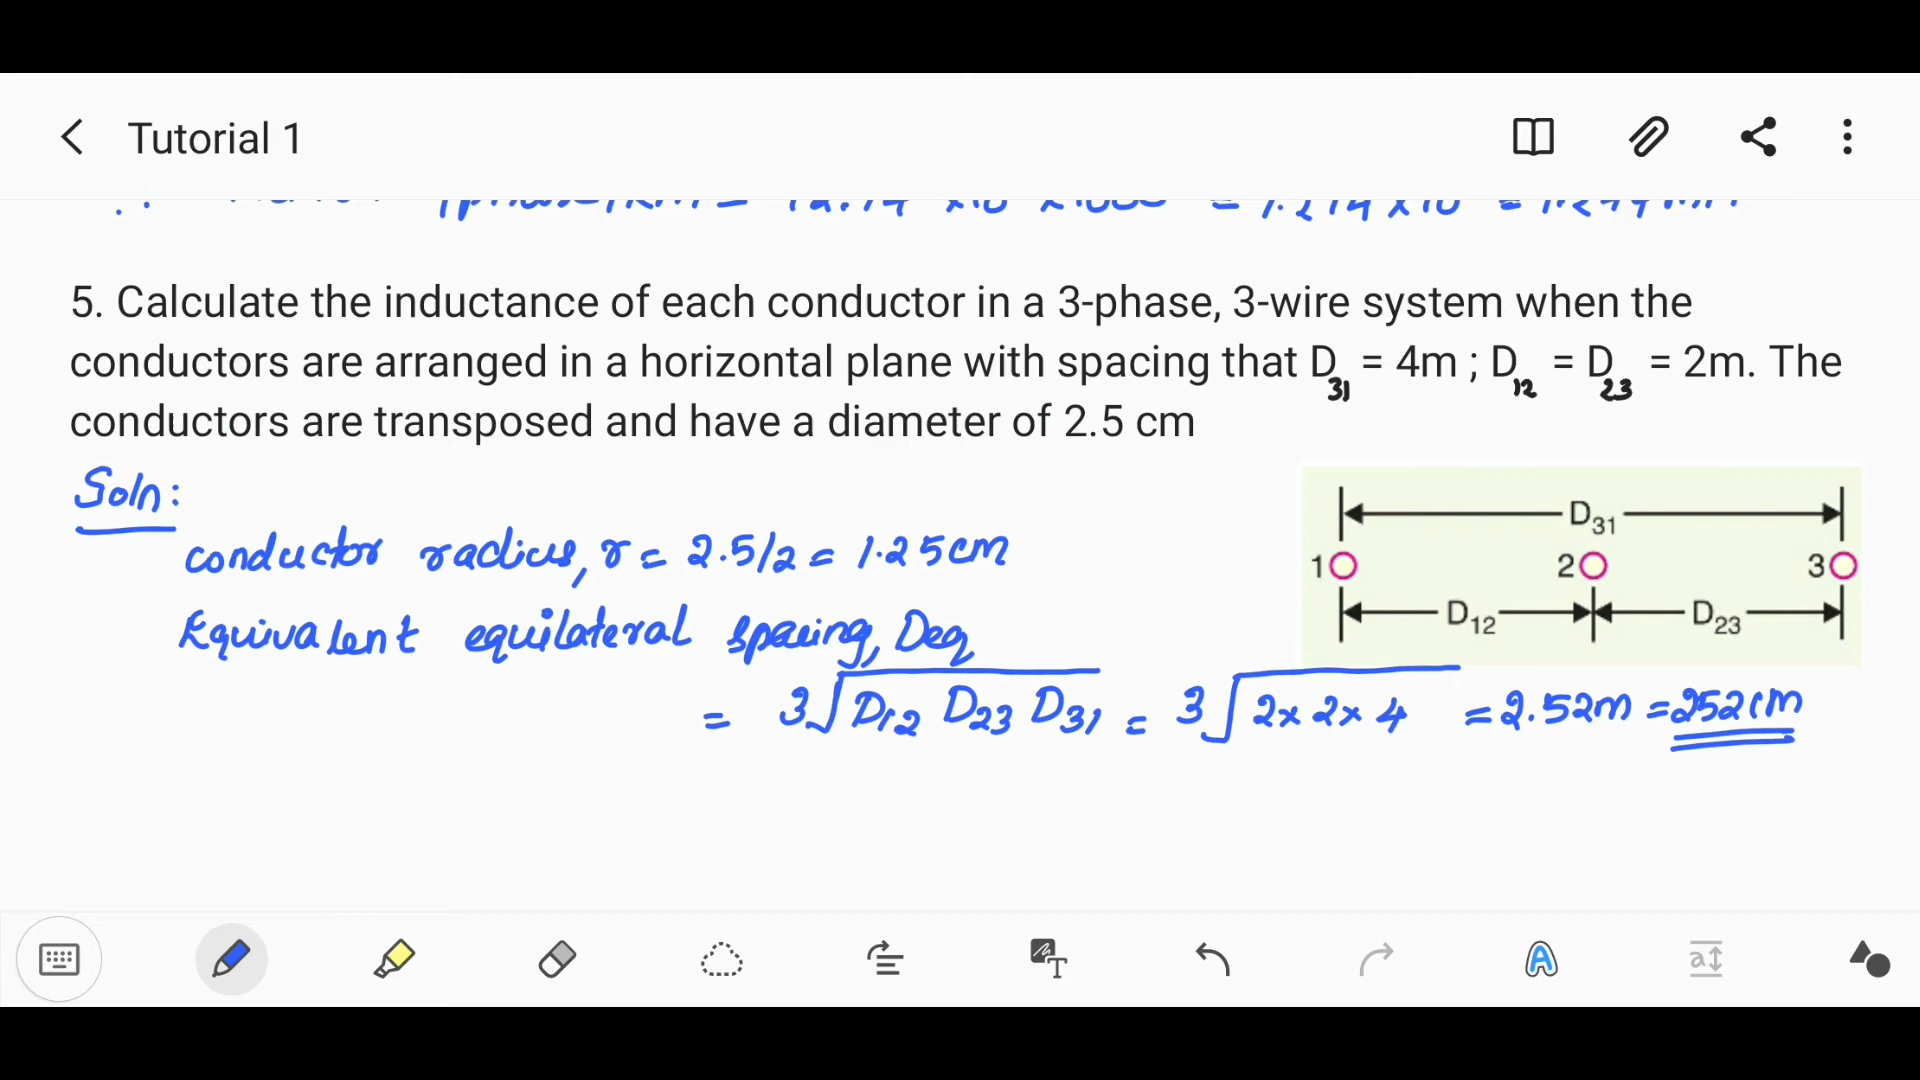 Tutorial 1
5. Calculate the inductance of each conductor in a 3-phase, 3-wire system when the
conductors are arranged in a horizontal plane with spacing that D31 = 4m ; D12 = D23 = 2m. The
conductors are transposed and have a diameter of 2.5 cm
Soln:
conductor radius, r = 2.5/2 = 1.25cm
Equivalent equilateral spacing, Deq
= 3√D12 D23 D31 = 3√2x 2x 4 = 2.52m = 252cm
D31
1 2 3
D12 D23